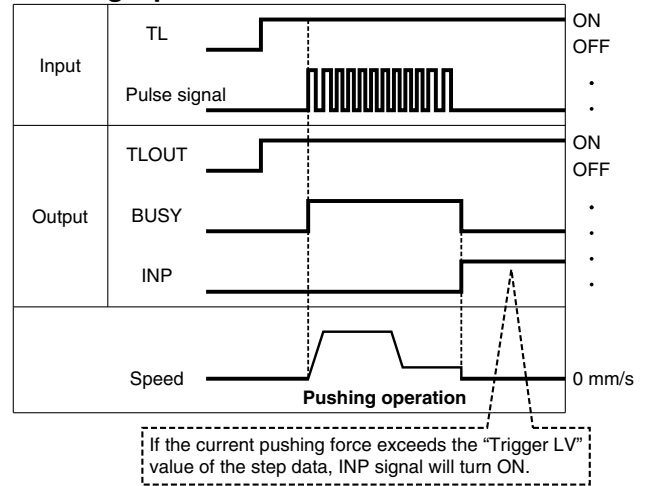 TL
ON
OFF
Input
Pulse signal
TLOUT
ON
OFF
Output
BUSY
INP
Speed
0 mm/s
Pushing operation
If the current pushing force exceeds the “Trigger LV”
value of the step data, INP signal will turn ON.